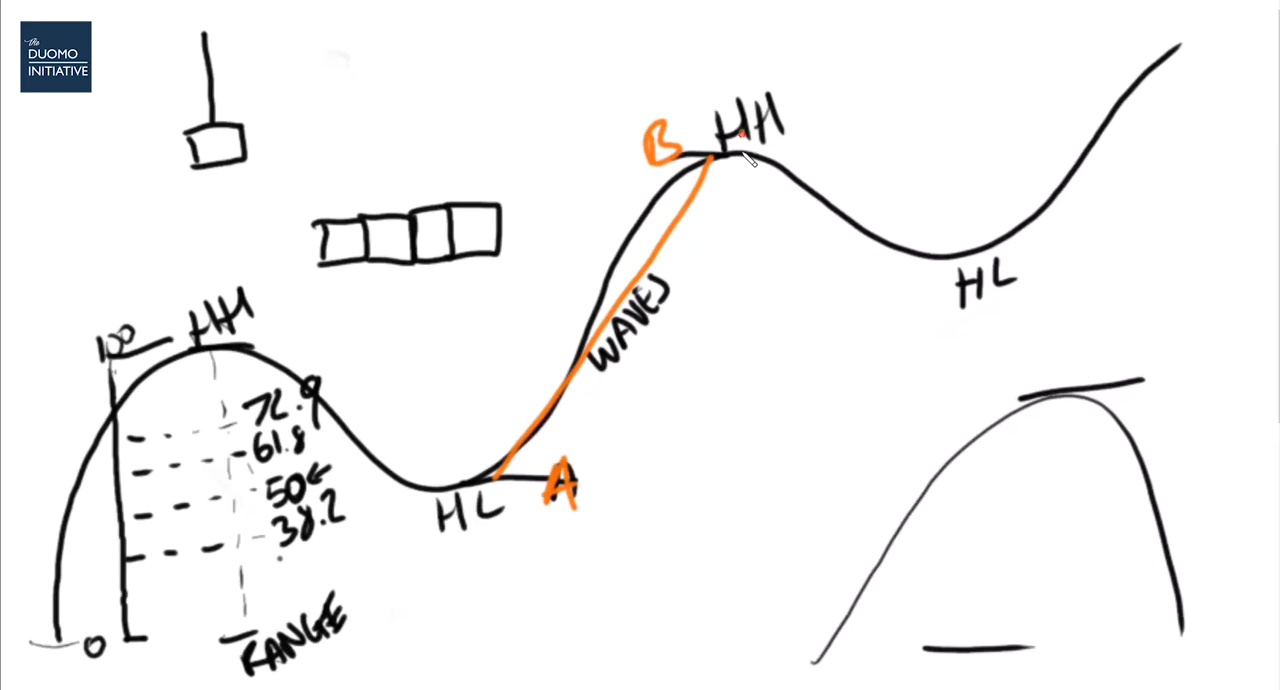 the
DUOMO
INITIATIVE
B
HH
WAVES
HL
HH
100
72.9
61.8
50
38.2
HL
A
0
RANGE